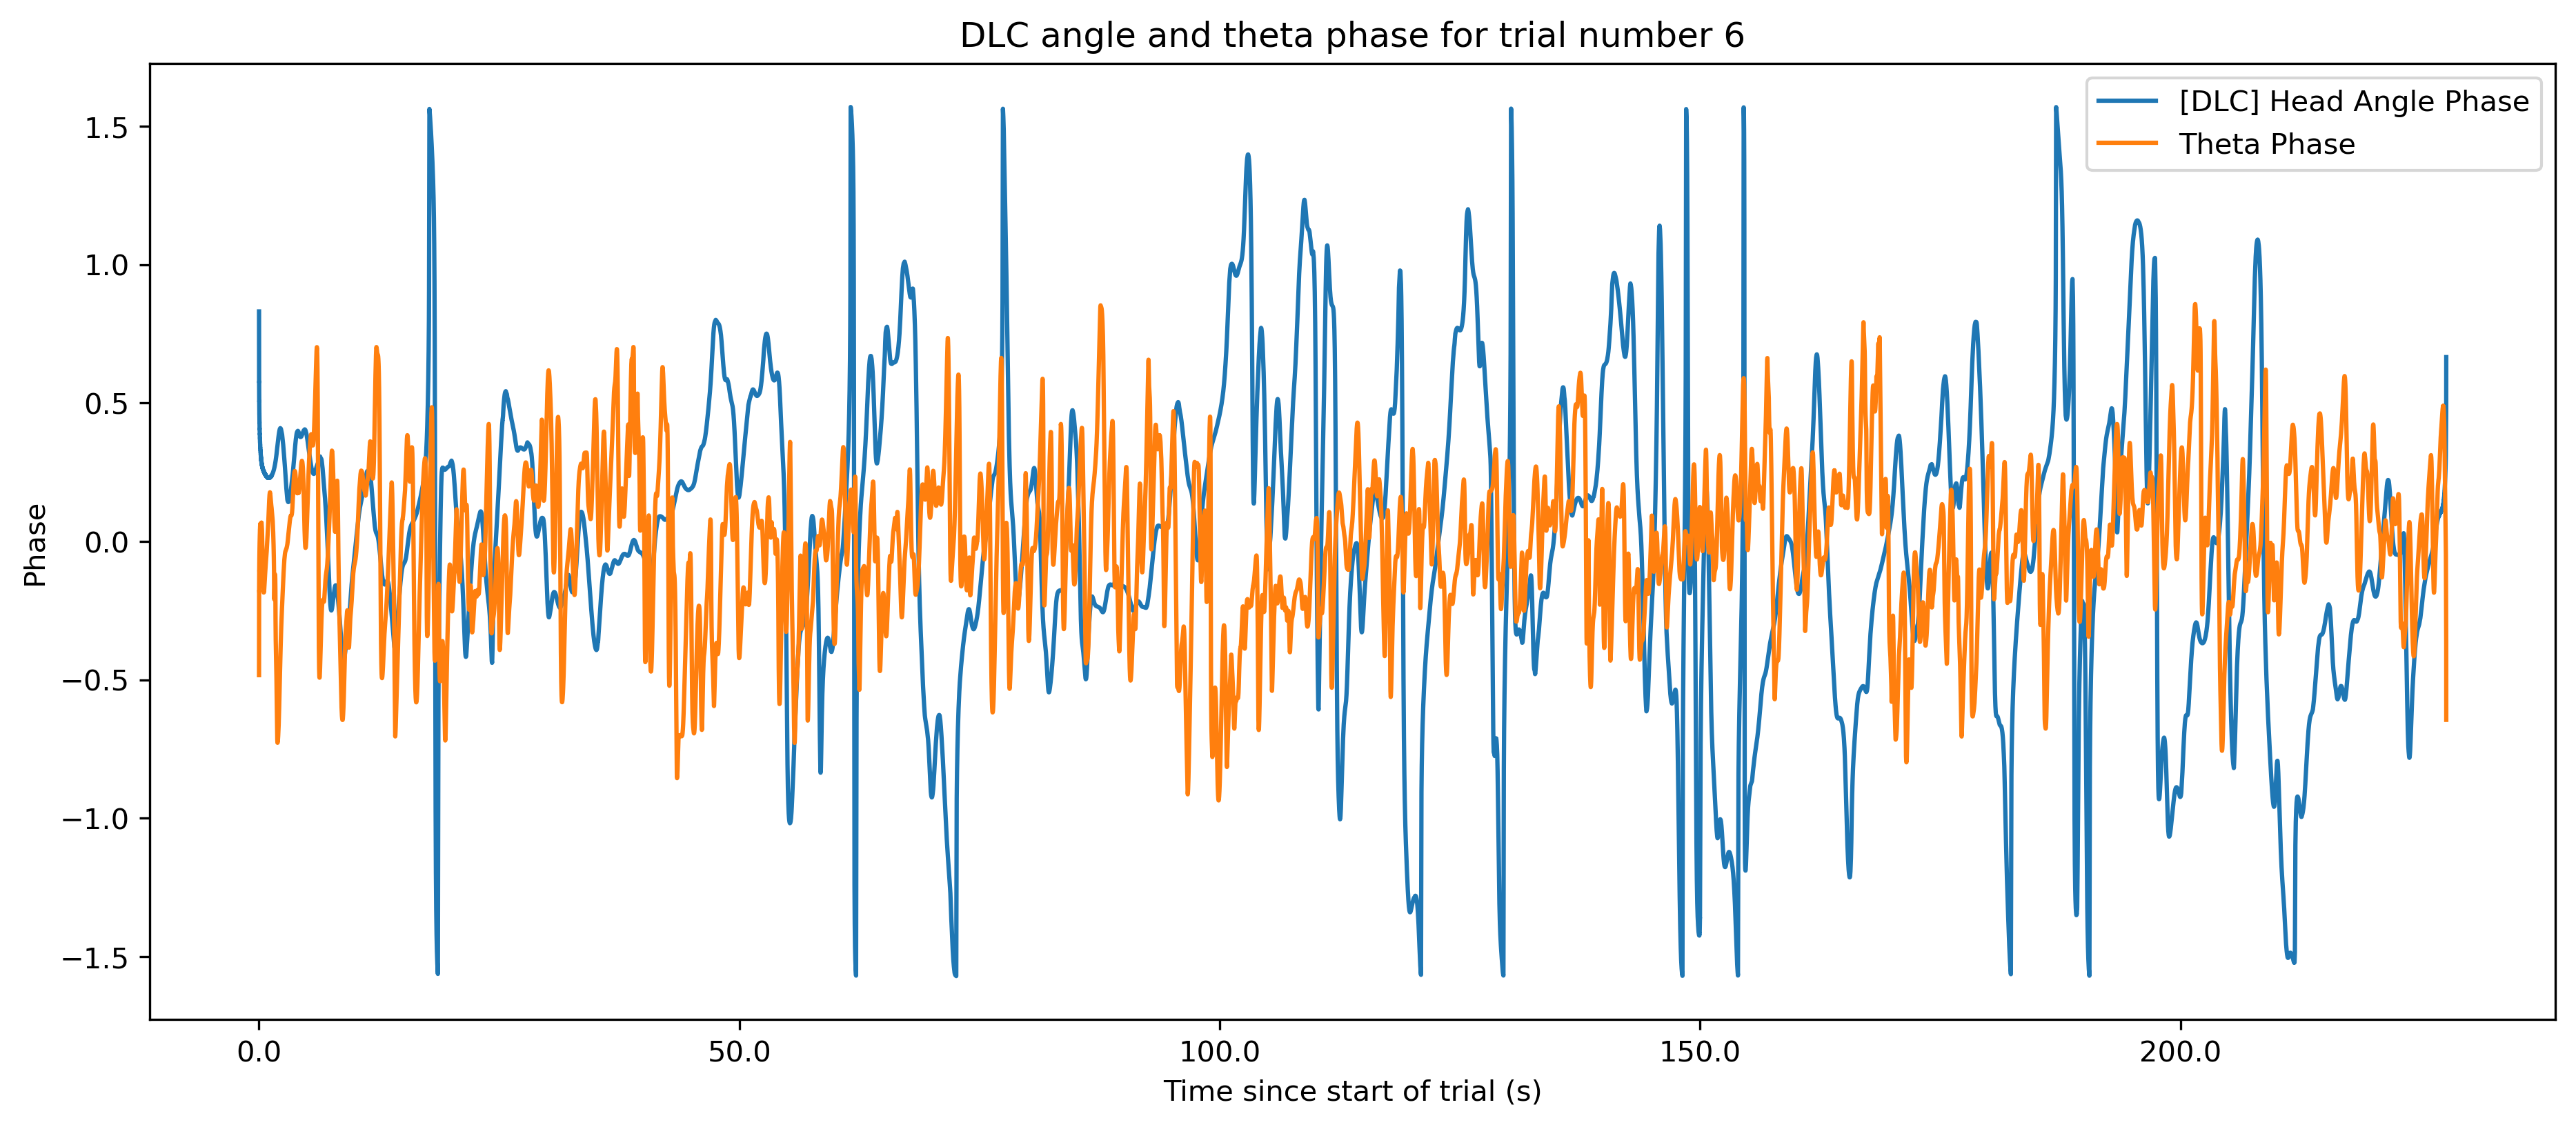 DLC angle and theta phase for trial number 6
[DLC] Head Angle Phase
Theta Phase
Phase
1.5
1.0
0.5
0.0
−0.5
−1.0
−1.5
0.0 50.0 100.0 150.0 200.0
Time since start of trial (s)